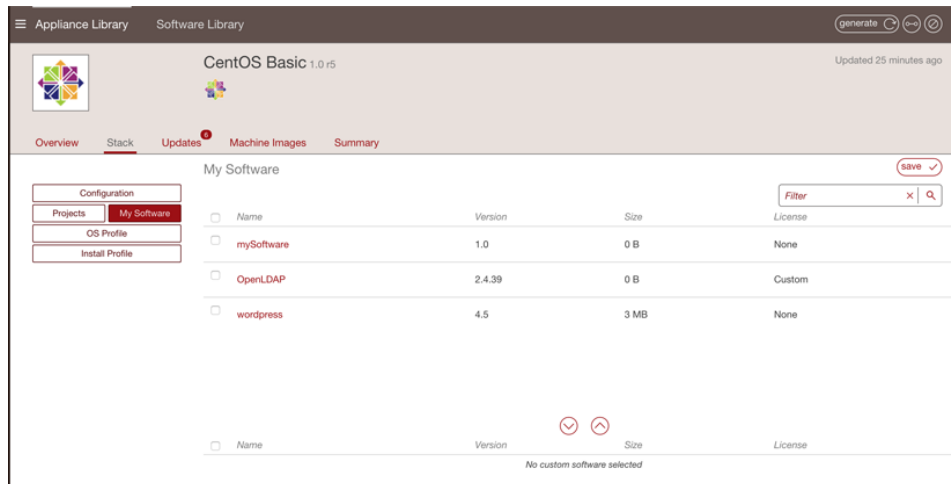 Appliance Library Software Library generate
CentOS Basic 1.0 r5 Updated 25 minutes ago
Overview Stack Updates 6 Machine Images Summary
My Software save
Configuration
Projects My Software
OS Profile
Install Profile
Filter
Name Version Size License
mySoftware 1.0 0 B None
OpenLDAP 2.4.39 0 B Custom
wordpress 4.5 3 MB None
Name Version Size License
No custom software selected